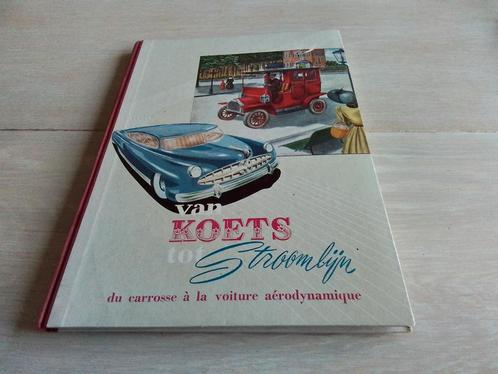 van
KOETS
tot Stroomlijn
du carrosse à la voiture aérodynamique